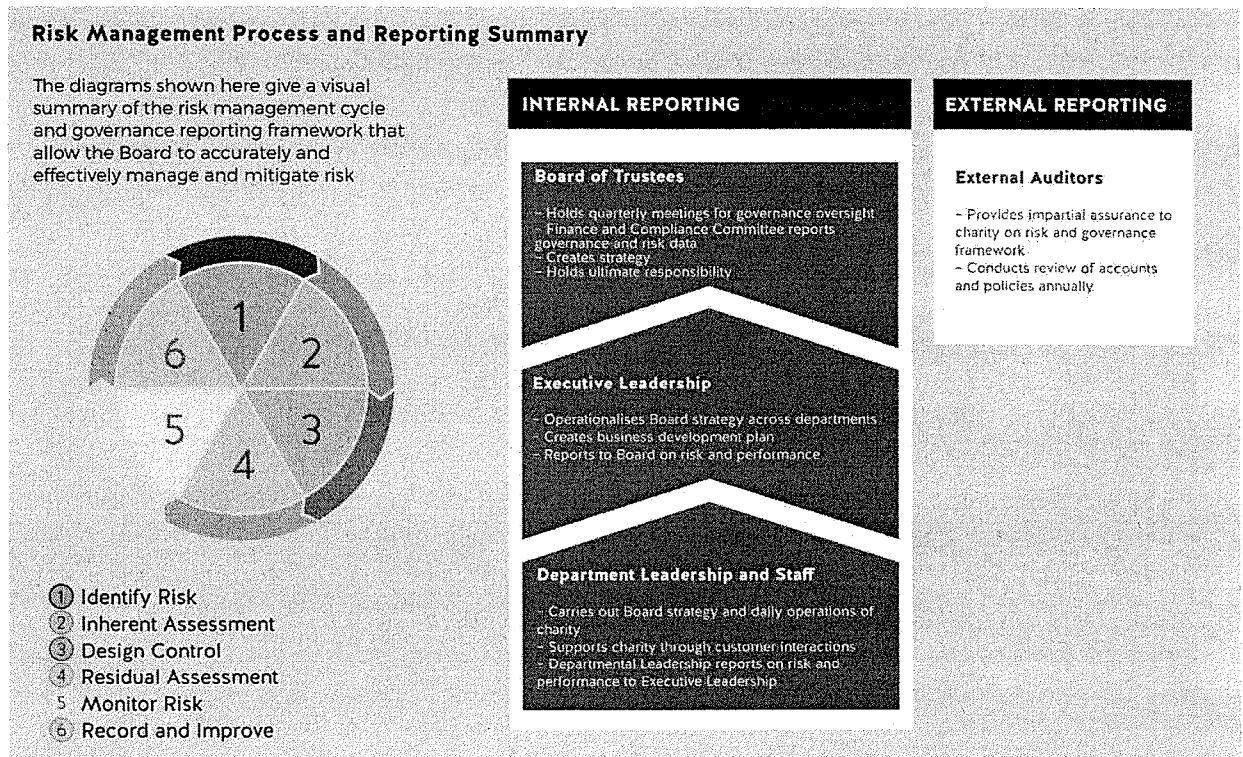 Risk Management Process and Reporting Summary
The diagrams shown here give a visual
summary of the risk management cycle
and governance reporting framework that
allow the Board to accurately and
effectively manage and mitigate risk
1
2
3
4
5
6
1 Identify Risk
2 Inherent Assessment
3 Design Control
4 Residual Assessment
5 Monitor Risk
6 Record and Improve
INTERNAL REPORTING
Board of Trustees
– Holds quarterly meetings for governance oversight
– Finance and Compliance Committee reports
governance and risk data
– Creates strategy
– Holds ultimate responsibility
Executive Leadership
– Operationalises Board strategy across departments
– Creates business development plan
– Reports to Board on risk and performance
Department Leadership and Staff
– Carries out Board strategy and daily operations of
charity
– Supports charity through customer interactions
– Departmental Leadership reports on risk and
performance to Executive Leadership
EXTERNAL REPORTING
External Auditors
– Provides impartial assurance to
charity on risk and governance
framework
– Conducts review of accounts
and policies annually